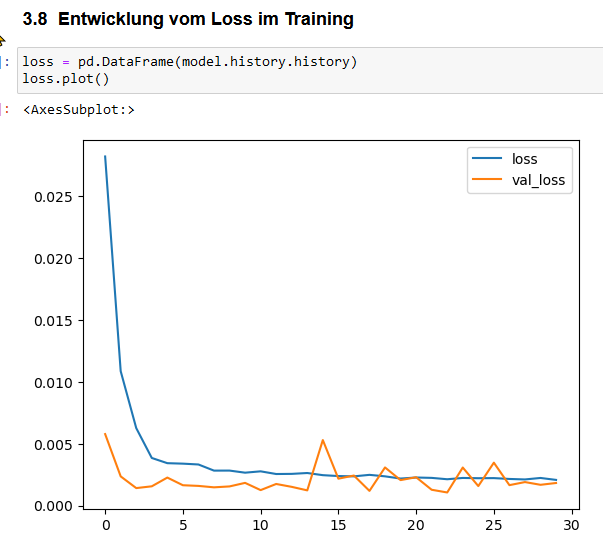 3.8 Entwicklung vom Loss im Training
]: loss = pd.DataFrame(model.history.history)
loss.plot()
]: <AxesSubplot:>
loss
val_loss
0.025
0.020
0.015
0.010
0.005
0.000
0 5 10 15 20 25 30